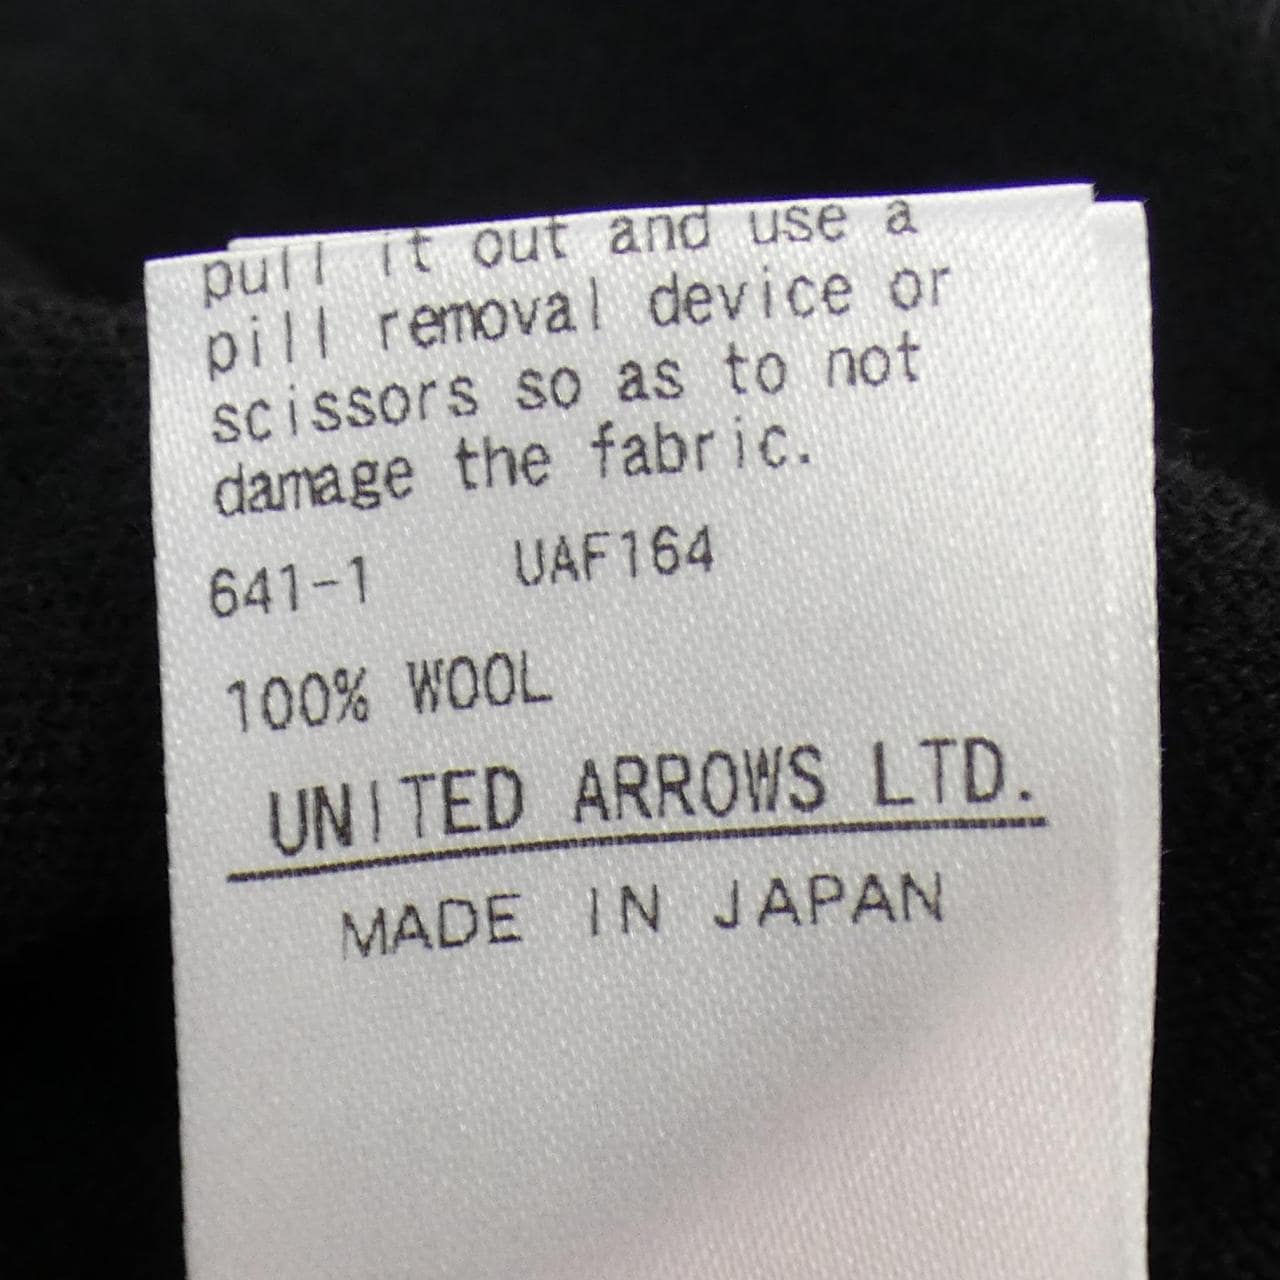 pull it out and use a
pill removal device or
scissors so as to not
damage the fabric.
641-1 UAF164
100% WOOL
UNITED ARROWS LTD.
MADE IN JAPAN